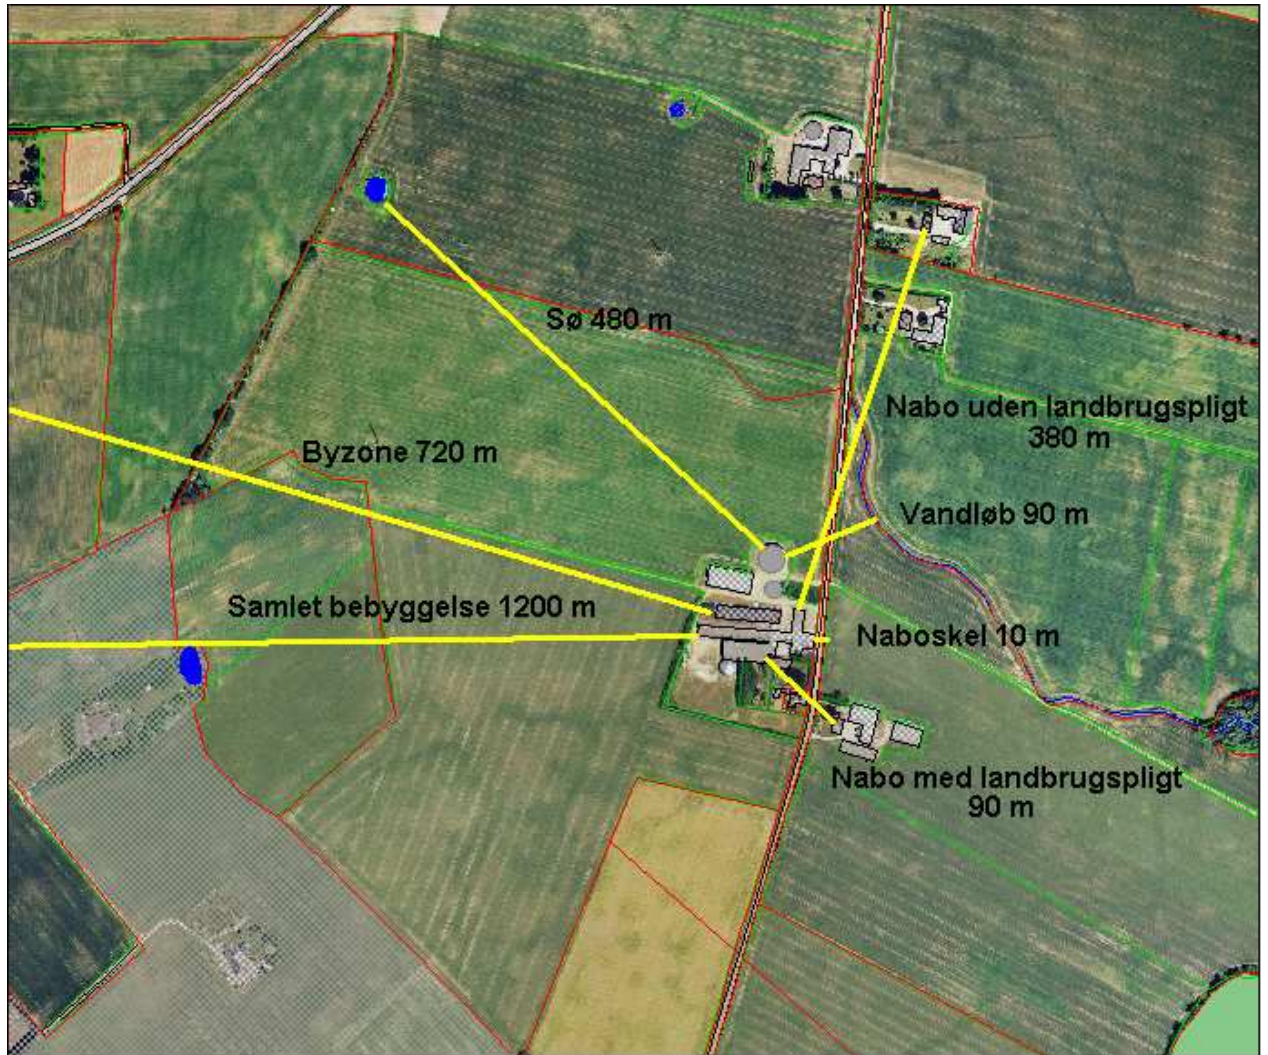 Sø 480 m
Nabo uden landbrugspligt
380 m
Byzone 720 m
Vandløb 90 m
Samlet bebyggelse 1200 m
Naboskel 10 m
Nabo med landbrugspligt
90 m